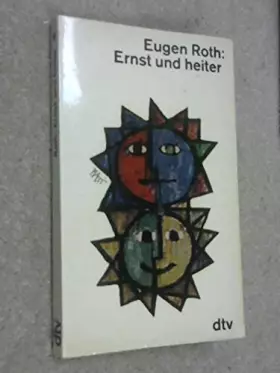 Eugen Roth:
Ernst und heiter
dtv